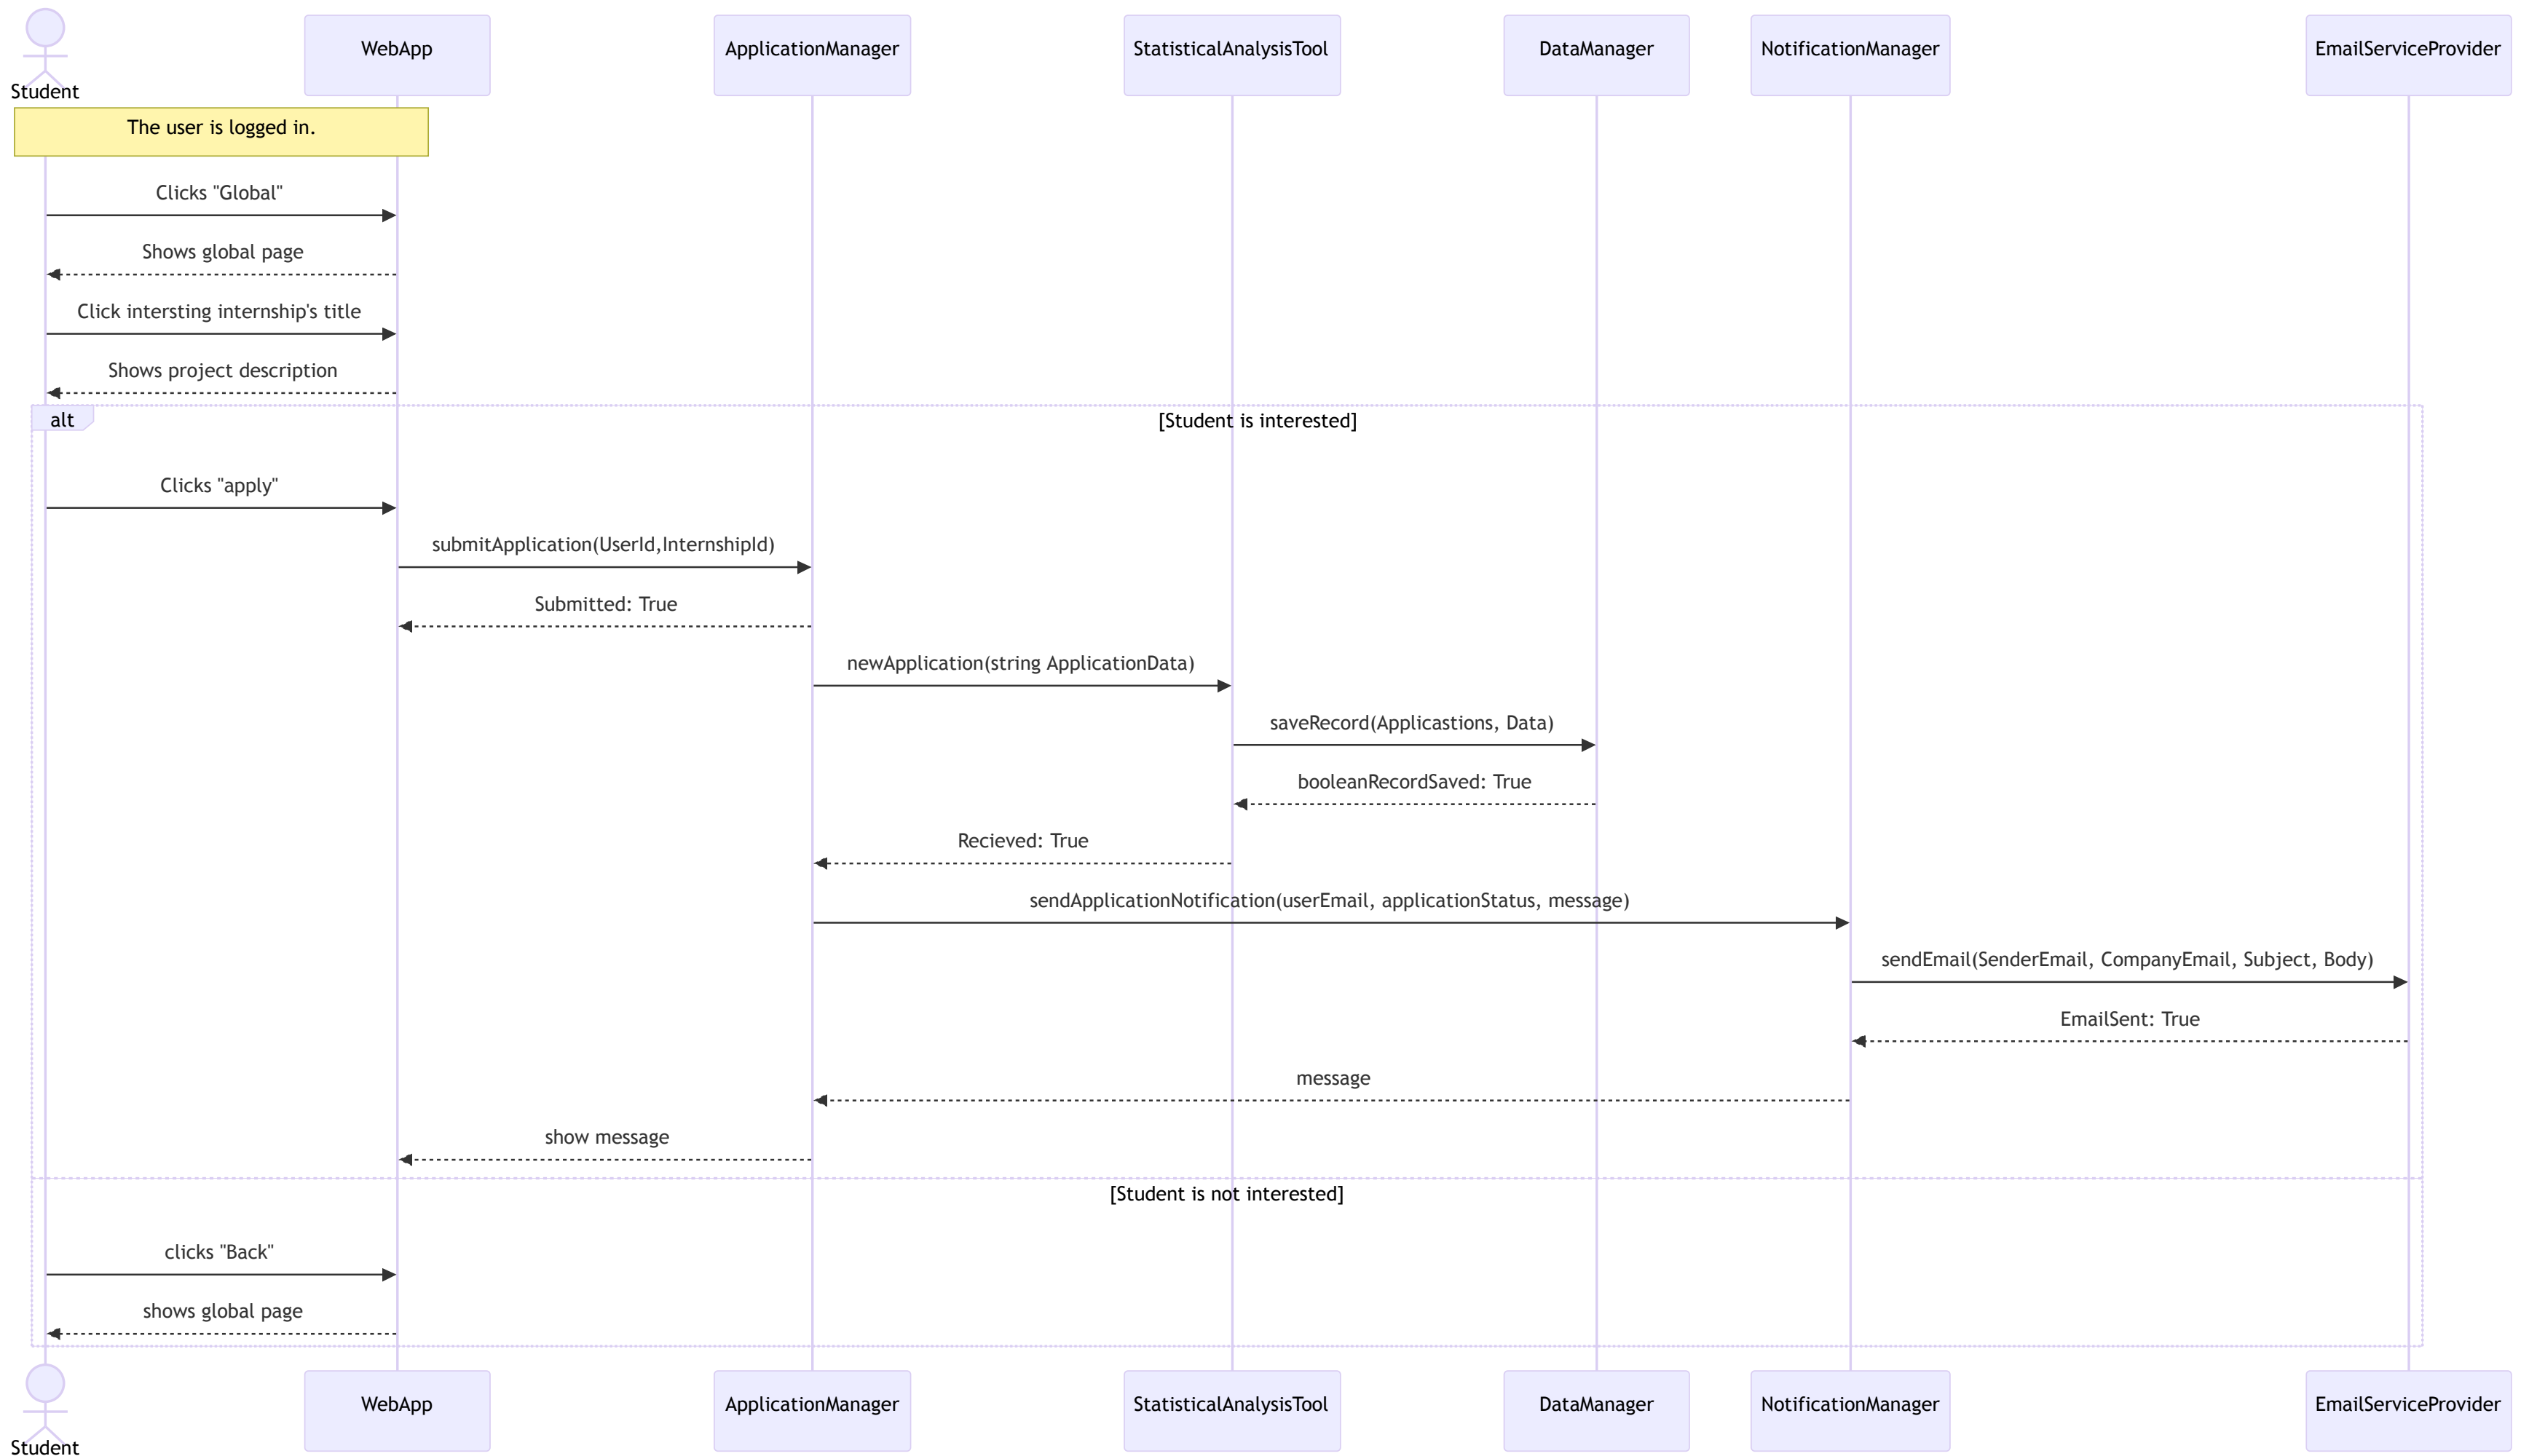 Student
WebApp
ApplicationManager
StatisticalAnalysisTool
DataManager
NotificationManager
EmailServiceProvider
The user is logged in.
Clicks "Global"
Shows global page
Click intersting internship's title
Shows project description
alt
[Student is interested]
Clicks "apply"
submitApplication(UserId,InternshipId)
Submitted: True
newApplication(string ApplicationData)
saveRecord(Applicastions, Data)
booleanRecordSaved: True
Recieved: True
sendApplicationNotification(userEmail, applicationStatus, message)
sendEmail(SenderEmail, CompanyEmail, Subject, Body)
EmailSent: True
message
show message
[Student is not interested]
clicks "Back"
shows global page
Student
WebApp
ApplicationManager
StatisticalAnalysisTool
DataManager
NotificationManager
EmailServiceProvider